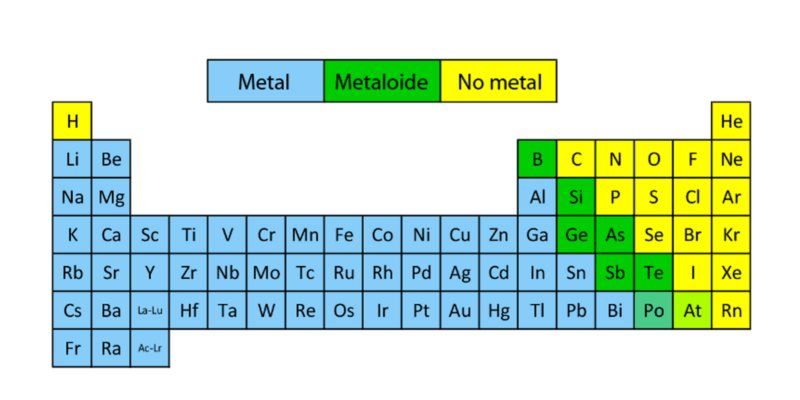 Metal Metaloide No metal
H He
Li Be B C N O F Ne
Na Mg Al Si P S Cl Ar
K Ca Sc Ti V Cr Mn Fe Co Ni Cu Zn Ga Ge As Se Br Kr
Rb Sr Y Zr Nb Mo Tc Ru Rh Pd Ag Cd In Sn Sb Te I Xe
Cs Ba La-Lu Hf Ta W Re Os Ir Pt Au Hg Tl Pb Bi Po At Rn
Fr Ra Ac-Lr